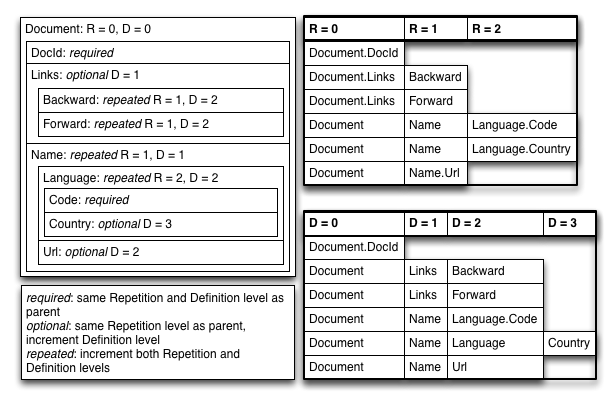 Document: R = 0, D = 0
DocId: required
Links: optional D = 1
Backward: repeated R = 1, D = 2
Forward: repeated R = 1, D = 2
Name: repeated R = 1, D = 1
Language: repeated R = 2, D = 2
Code: required
Country: optional D = 3
Url: optional D = 2
required: same Repetition and Definition level as
parent
optional: same Repetition level as parent,
increment Definition level
repeated: increment both Repetition and
Definition levels
R = 0 R = 1 R = 2
Document.DocId
Document.Links Backward
Document.Links Forward
Document Name Language.Code
Document Name Language.Country
Document Name.Url
D = 0 D = 1 D = 2 D = 3
Document.DocId
Document Links Backward
Document Links Forward
Document Name Language.Code
Document Name Language Country
Document Name Url